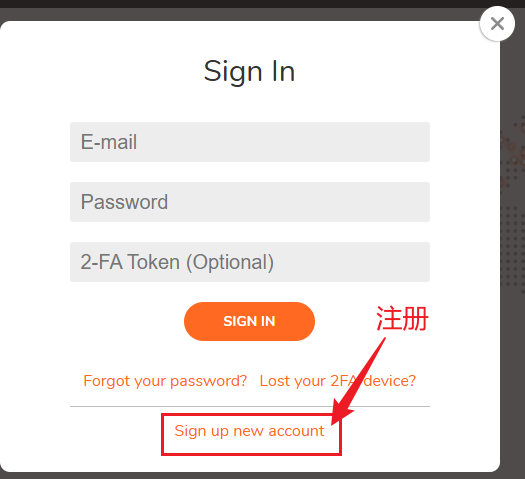 Sign In
E-mail
Password
2-FA Token (Optional)
SIGN IN
注册
Forgot your password? Lost your 2FA device?
Sign up new account